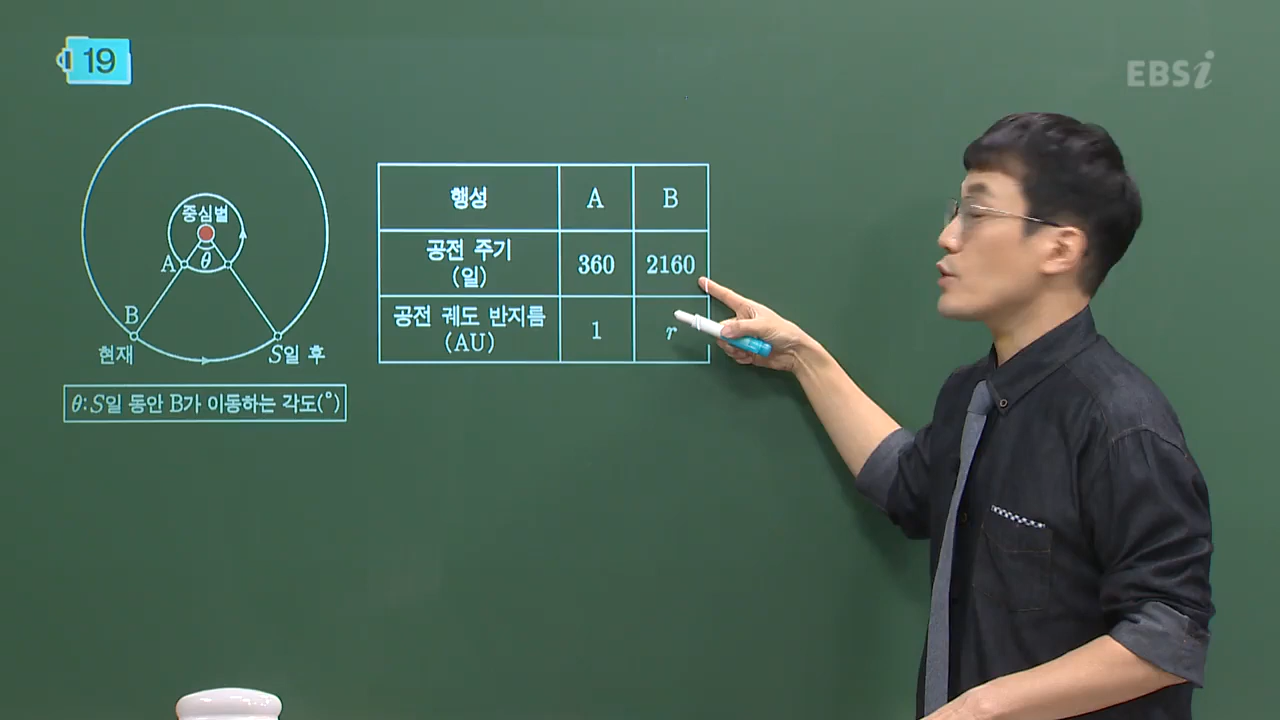 19
EBSi
중심별
A
θ
B
현재
S일 후
θ:S일 동안 B가 이동하는 각도(°)
행성 A B
공전 주기
(일)
360 2160
공전 궤도 반지름
(AU)
1 r